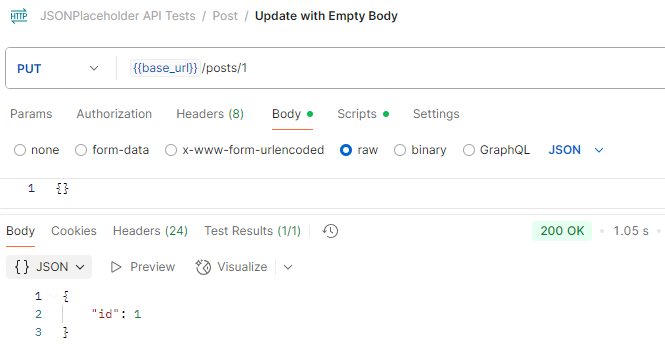 HTTP JSONPlaceholder API Tests / Post / Update with Empty Body
PUT {{base_url}} /posts/1
Params Authorization Headers (8) Body Scripts Settings
none form-data x-www-form-urlencoded raw binary GraphQL JSON
1 {}
Body Cookies Headers (24) Test Results (1/1) 200 OK 1.05 s
{} JSON Preview Visualize
1 {
2 "id": 1
3 }